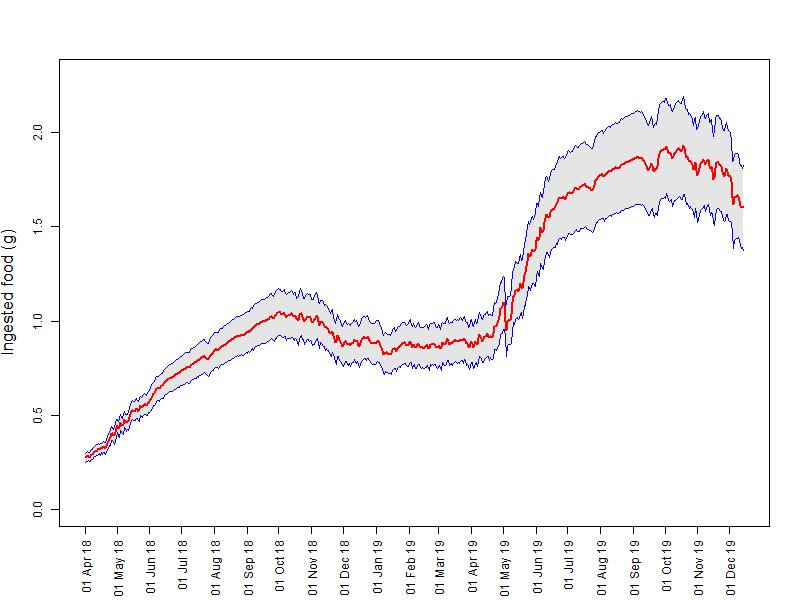 Ingested food (g)
2.0
1.5
1.0
0.5
0.0
01 Apr 18
01 May 18
01 Jun 18
01 Jul 18
01 Aug 18
01 Sep 18
01 Oct 18
01 Nov 18
01 Dec 18
01 Jan 19
01 Feb 19
01 Mar 19
01 Apr 19
01 May 19
01 Jun 19
01 Jul 19
01 Aug 19
01 Sep 19
01 Oct 19
01 Nov 19
01 Dec 19